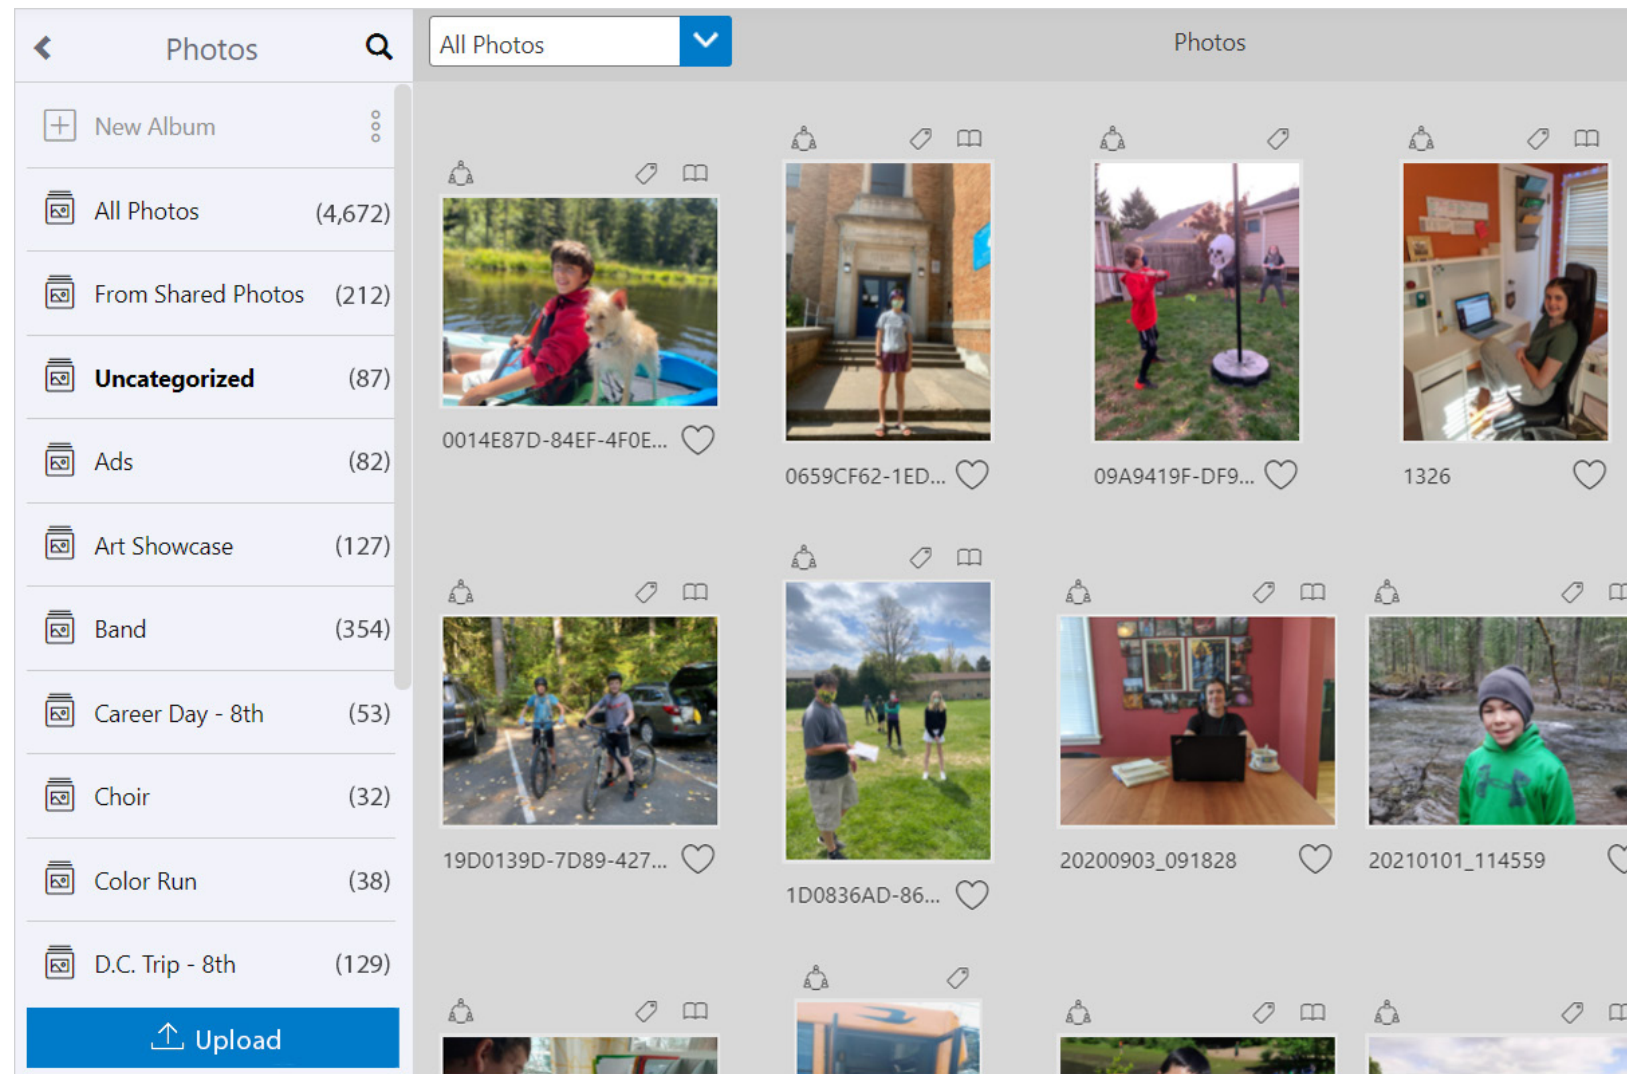 Photos
New Album
All Photos (4,672)
From Shared Photos (212)
Uncategorized (87)
Ads (82)
Art Showcase (127)
Band (354)
Career Day - 8th (53)
Choir (32)
Color Run (38)
D.C. Trip - 8th (129)
Upload
All Photos
Photos
0014E87D-84EF-4F0E...
0659CF62-1ED...
09A9419F-DF9...
1326
19D0139D-7D89-427...
1D0836AD-86...
20200903_091828
20210101_114559